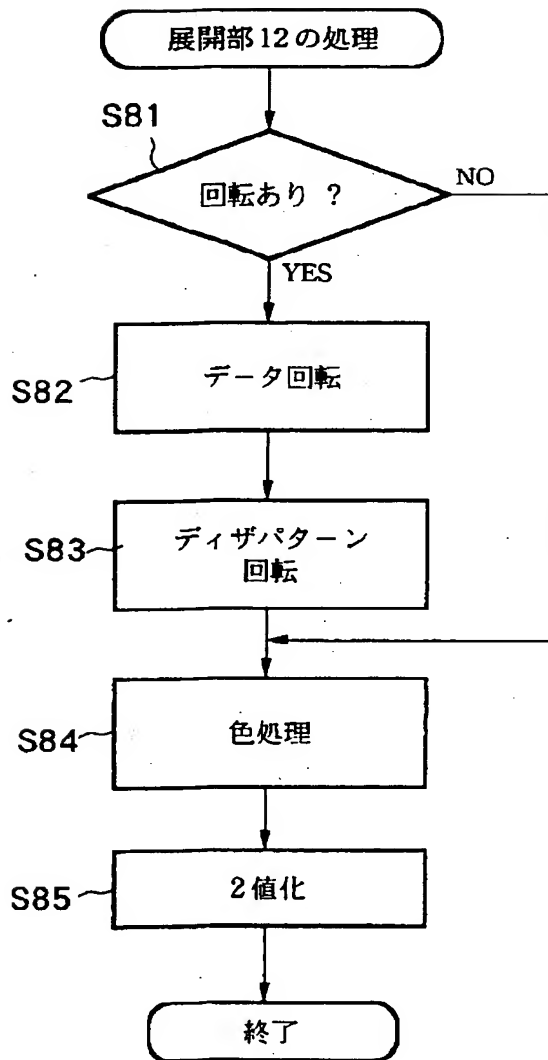 展開部12の処理
S81
回転あり ?
NO
YES
S82
データ回転
S83
ディザパターン
回転
S84
色処理
S85
2値化
終了